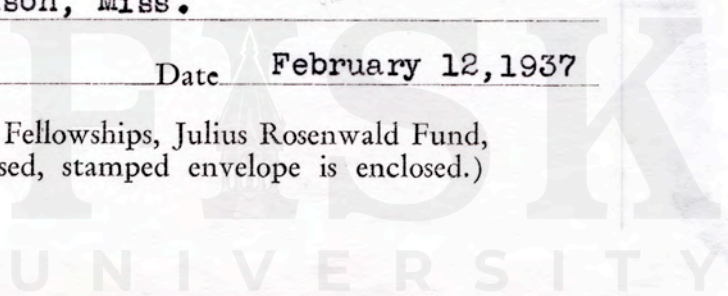 son, Miss.
Date February 12,1937
Fellowships, Julius Rosenwald Fund,
sed, stamped envelope is enclosed.)
FISK
UNIVERSITY